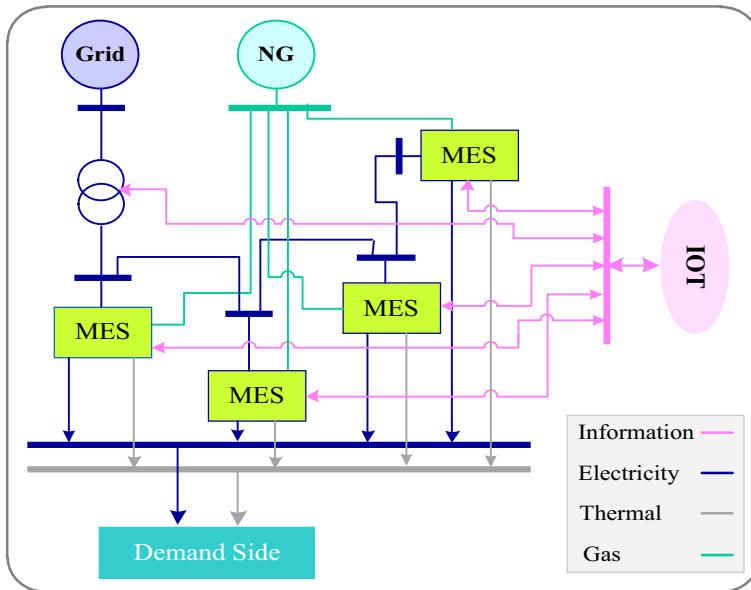 Grid
NG
MES
IOT
MES
MES
MES
Information
Electricity
Thermal
Gas
Demand Side